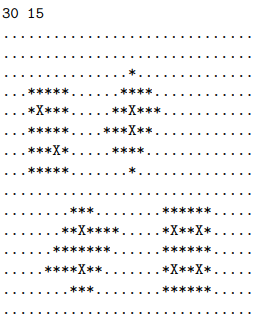 30 15
..............................
..............................
...............*..............
...*****......****............
...*X***.....**X***...........
...*****....***X**............
...***X*.....****.............
...*****.......*..............
..............................
........***........******.....
.......**X****.....*X**X*.....
......*******......******.....
.....****X**.......*X**X*.....
........***........******.....
..............................